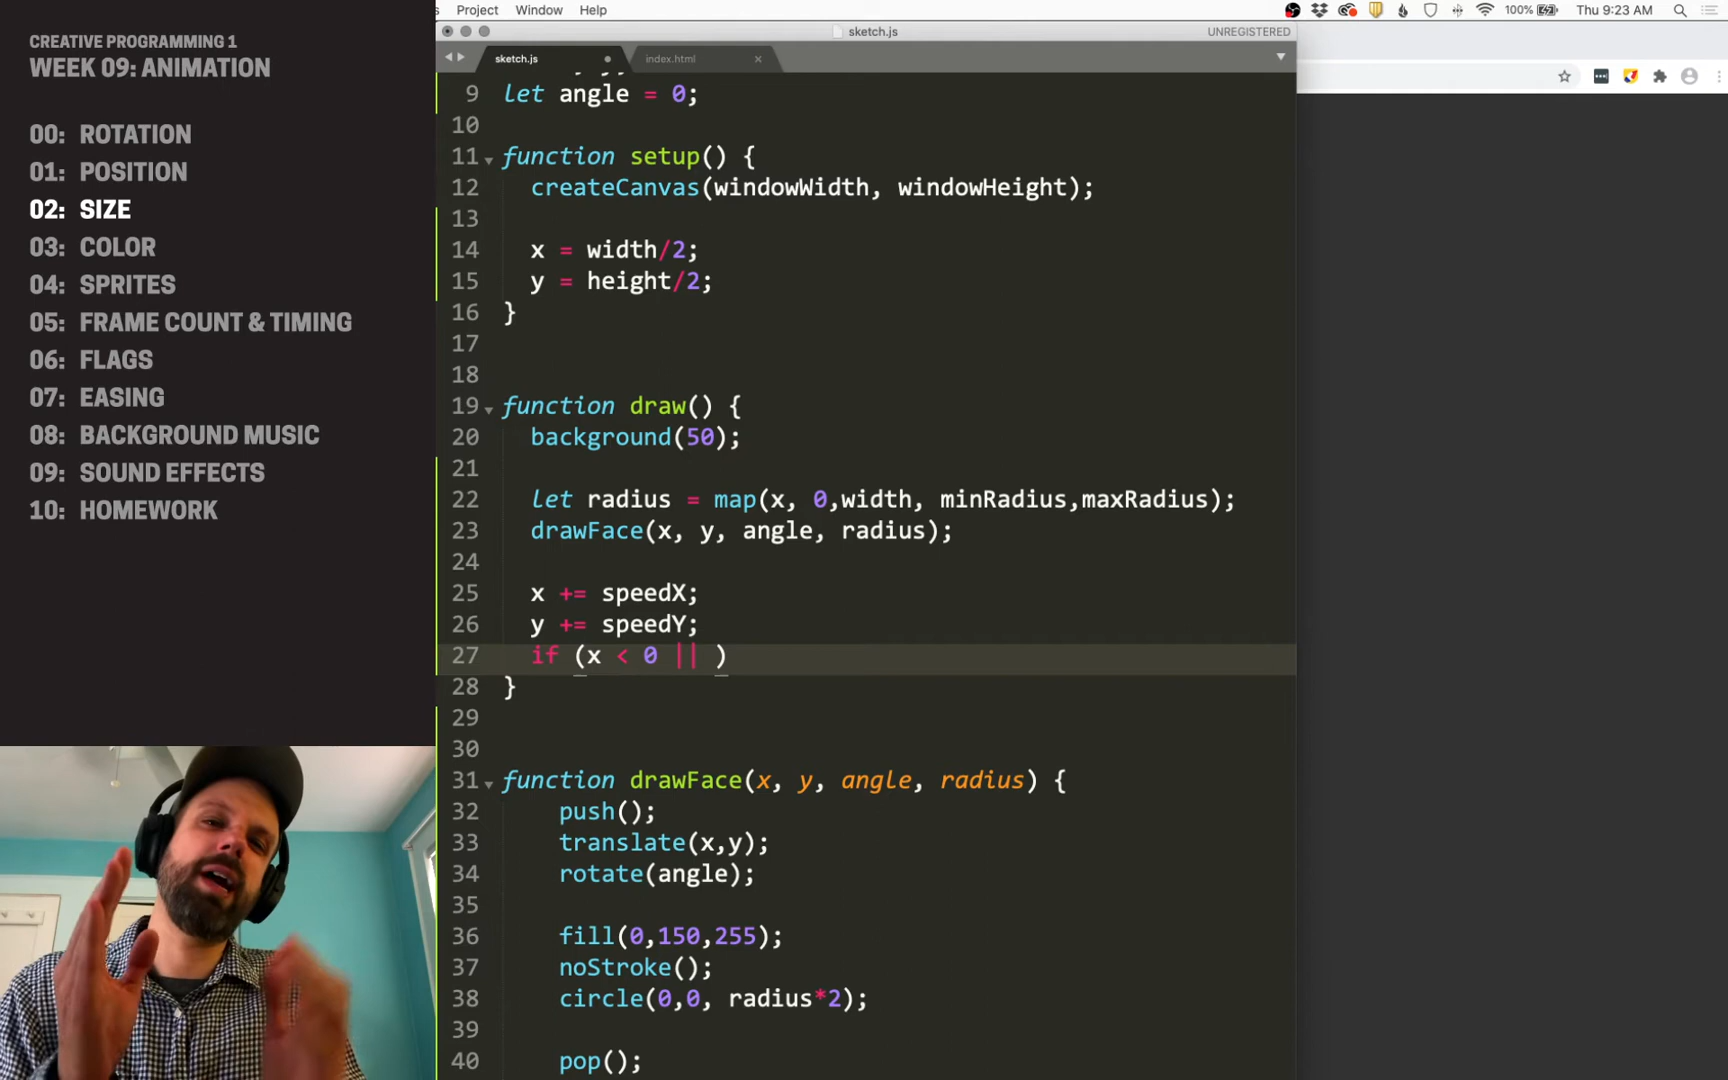 Project Window Help
100% Thu 9:23 AM
CREATIVE PROGRAMMING 1
WEEK 09: ANIMATION
00: ROTATION
01: POSITION
02: SIZE
03: COLOR
04: SPRITES
05: FRAME COUNT & TIMING
06: FLAGS
07: EASING
08: BACKGROUND MUSIC
09: SOUND EFFECTS
10: HOMEWORK
sketch.js UNREGISTERED
sketch.js index.html
9 let angle = 0;
10
11 function setup() {
12 createCanvas(windowWidth, windowHeight);
13
14 x = width/2;
15 y = height/2;
16 }
17
18
19 function draw() {
20 background(50);
21
22 let radius = map(x, 0,width, minRadius,maxRadius);
23 drawFace(x, y, angle, radius);
24
25 x += speedX;
26 y += speedY;
27 if (x < 0 || )
28 }
29
30
31 function drawFace(x, y, angle, radius) {
32 push();
33 translate(x,y);
34 rotate(angle);
35
36 fill(0,150,255);
37 noStroke();
38 circle(0,0, radius*2);
39
40 pop();